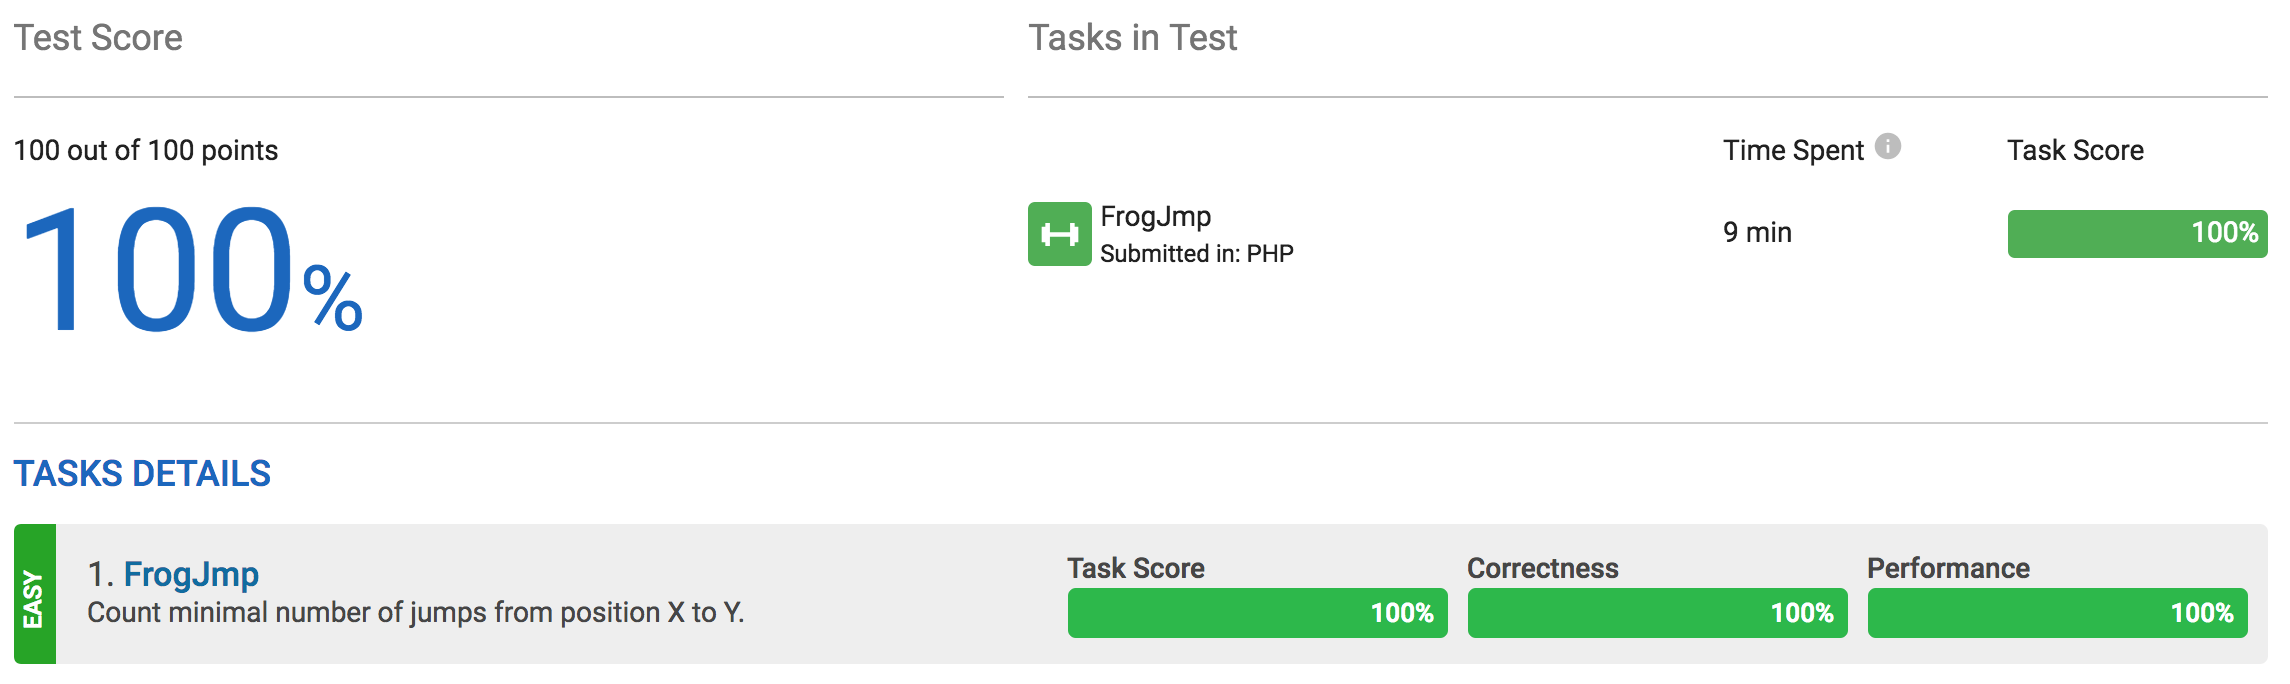 Test Score
100 out of 100 points
100%
Tasks in Test
Time Spent
Task Score
FrogJmp
Submitted in: PHP
9 min
100%
TASKS DETAILS
EASY
1. FrogJmp
Count minimal number of jumps from position X to Y.
Task Score
100%
Correctness
100%
Performance
100%